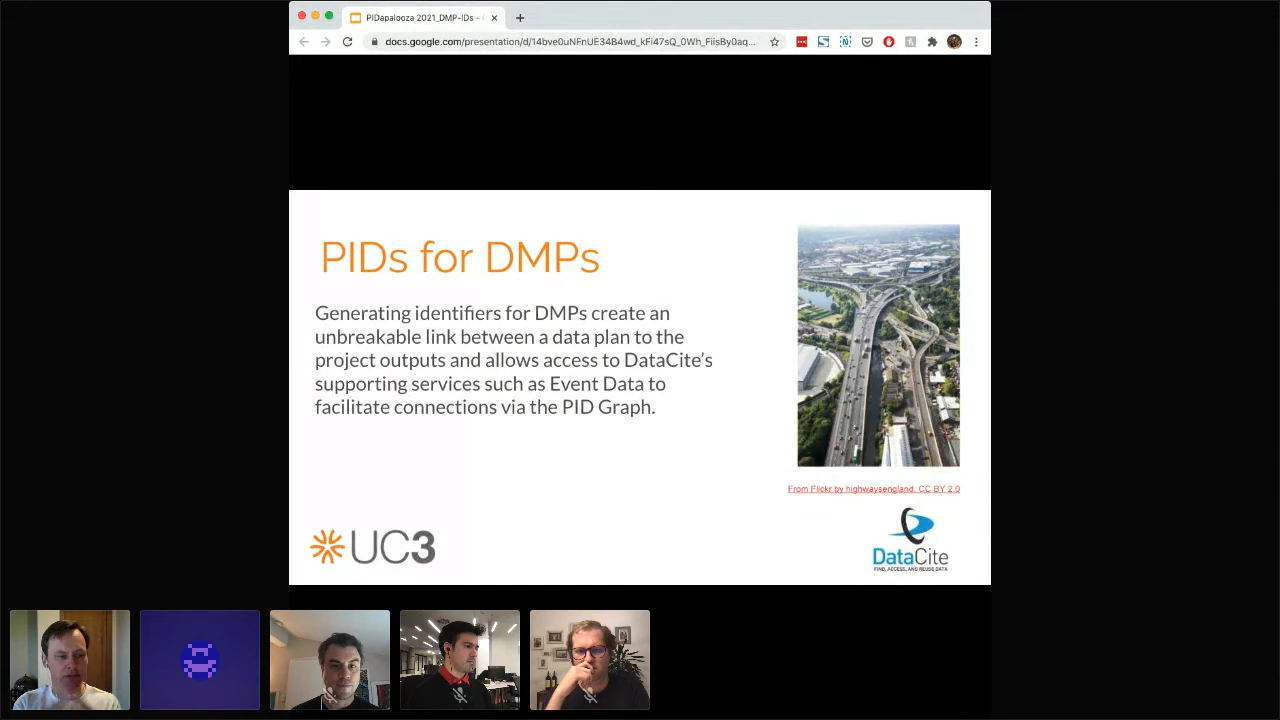 PIDapalooza 2021_DMP-IDs -
docs.google.com/presentation/d/14bve0uNFnUE34B4wd_kFi47sQ_0Wh_FiisBy0aq...
PIDs for DMPs
Generating identifiers for DMPs create an
unbreakable link between a data plan to the
project outputs and allows access to DataCite’s
supporting services such as Event Data to
facilitate connections via the PID Graph.
From Flickr by highwaysengland, CC BY 2.0
UC3
DataCite
FIND, ACCESS, AND REUSE DATA